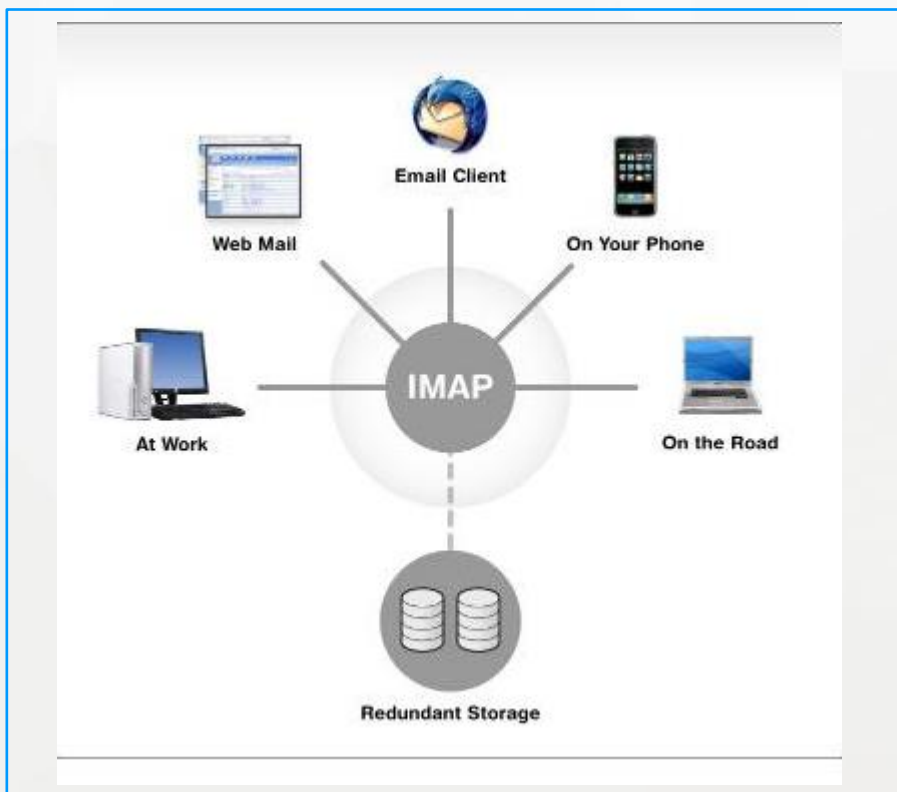 Email Client
Web Mail
On Your Phone
IMAP
At Work
On the Road
Redundant Storage